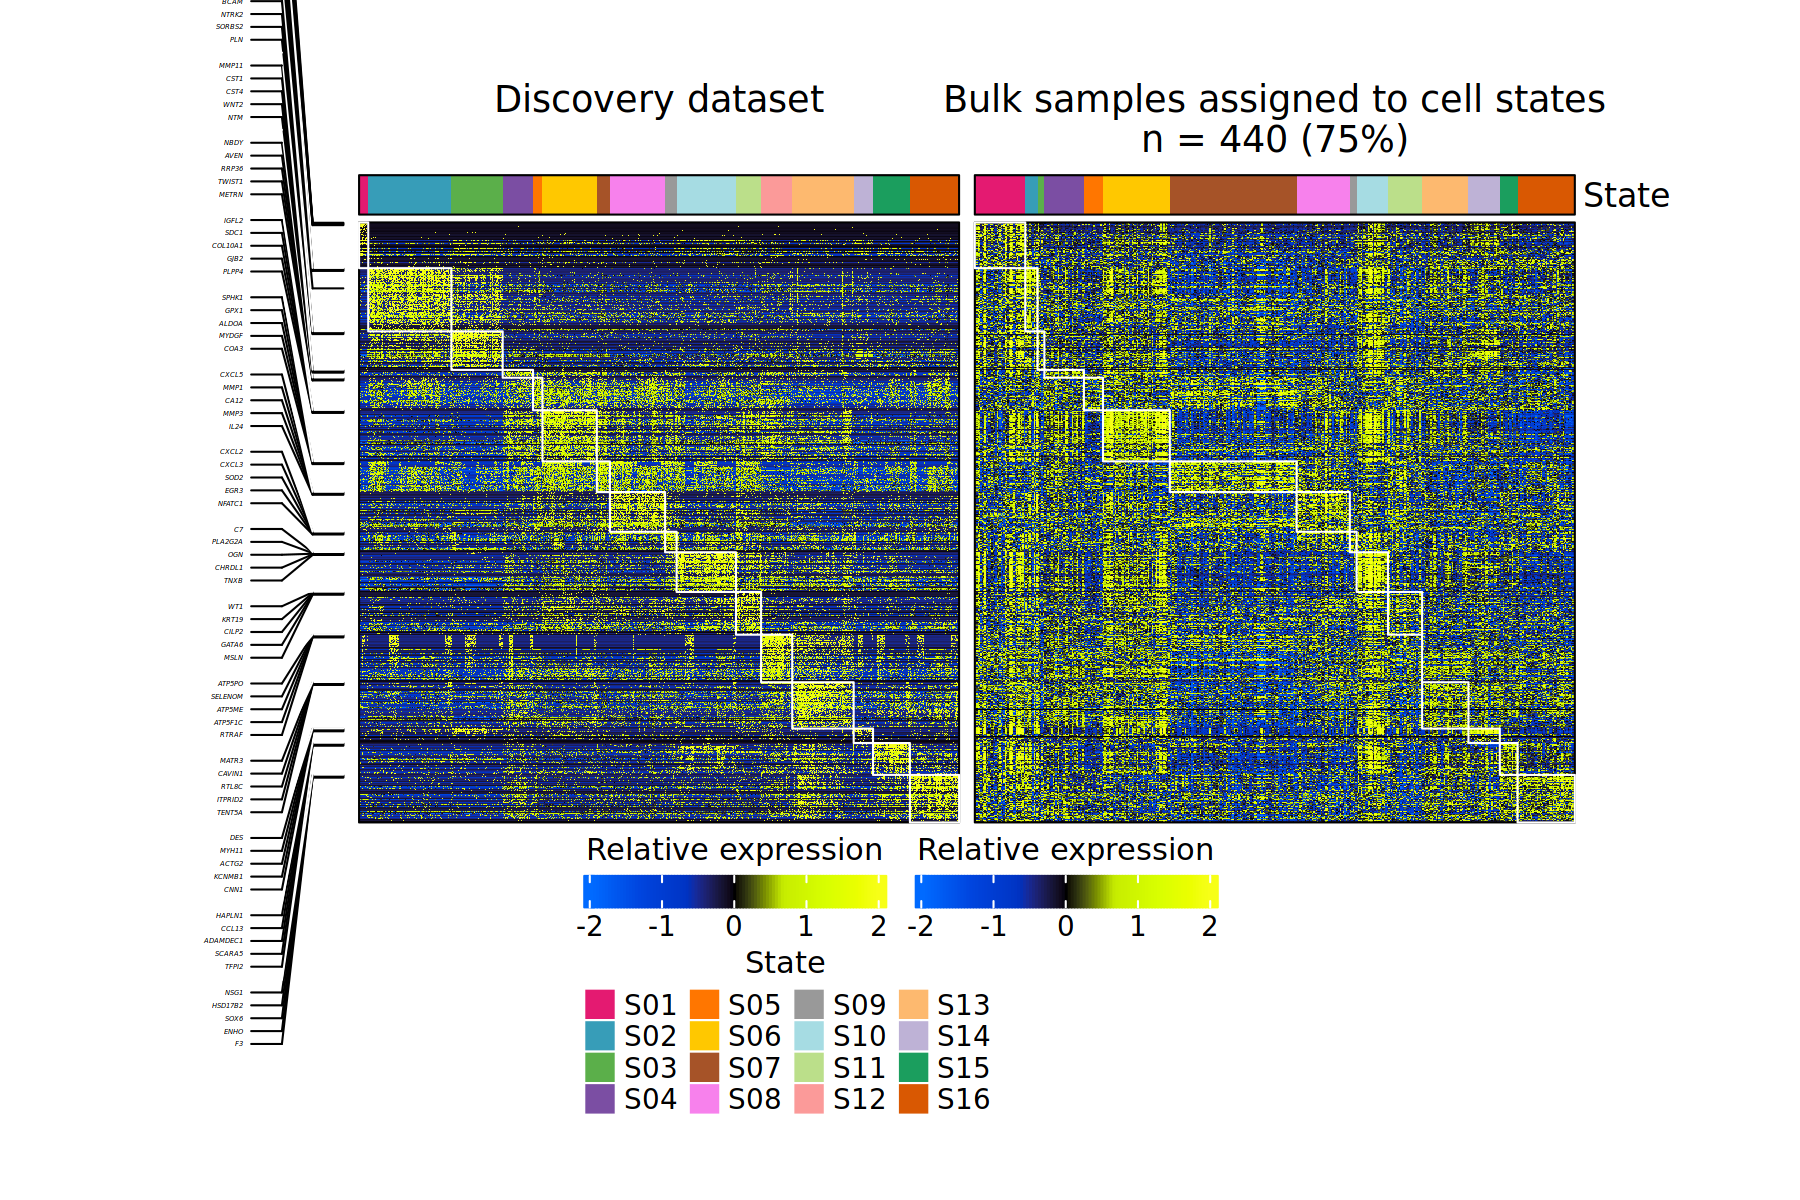 BCAM
NTRK2
SORBS2
PLN
MMP11
CST1
CST4
WNT2
NTM
NBDY
AVEN
RRP36
TWIST1
METRN
IGFL2
SDC1
COL10A1
GJB2
PLPP4
SPHK1
GPX1
ALDOA
MYDGF
COA3
CXCL5
MMP1
CA12
MMP3
IL24
CXCL2
CXCL3
SOD2
EGR3
NFATC1
C7
PLA2G2A
OGN
CHRDL1
TNXB
WT1
KRT19
CILP2
GATA6
MSLN
ATP5PO
SELENOM
ATP5ME
ATP5F1C
RTRAF
MATR3
CAVIN1
RTL8C
ITPRID2
TENT5A
DES
MYH11
ACTG2
KCNMB1
CNN1
HAPLN1
CCL13
ADAMDEC1
SCARA5
TFPI2
NSG1
HSD17B2
SOX6
ENHO
F3
Discovery dataset
Bulk samples assigned to cell states
n = 440 (75%)
State
Relative expression
-2 -1 0 1 2
Relative expression
-2 -1 0 1 2
State
S01 S05 S09 S13
S02 S06 S10 S14
S03 S07 S11 S15
S04 S08 S12 S16